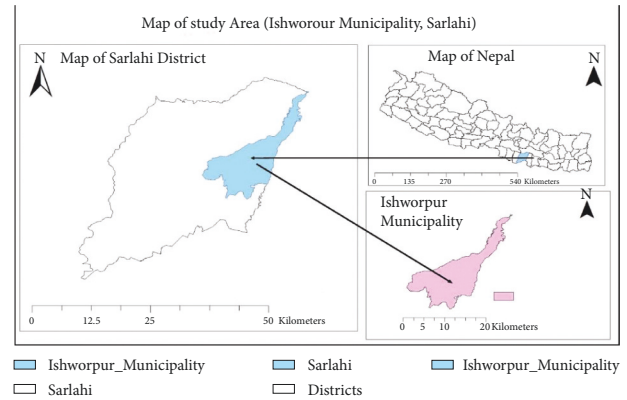 Map of study Area (Ishworour Municipality, Sarlahi)
N
Map of Sarlahi District
0 12.5 25 50 Kilometers
Map of Nepal
N
0 135 270 540 Kilometers
Ishworpur
Municipality
N
0 5 10 20 Kilometers
Ishworpur_Municipality
Sarlahi
Ishworpur_Municipality
Sarlahi
Districts